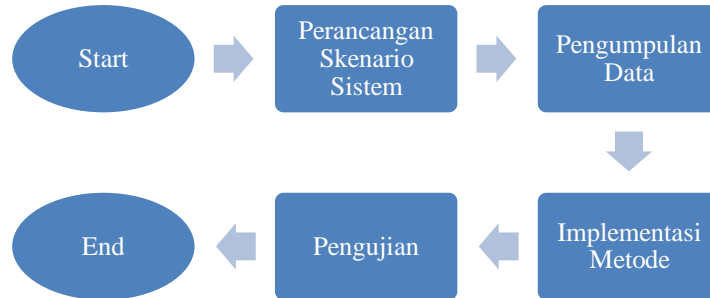 Start
Perancangan
Skenario
Sistem
Pengumpulan
Data
Implementasi
Metode
Pengujian
End